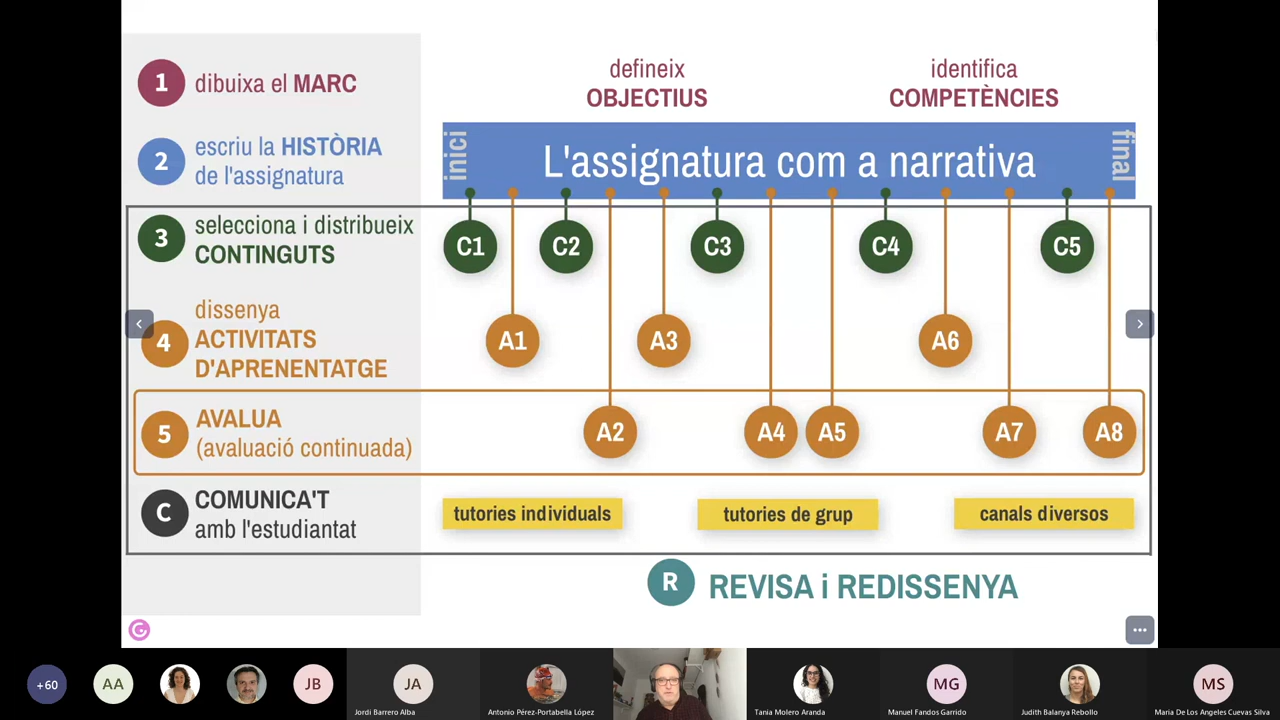 1
dibuixa el MARC
defineix
OBJECTIUS
identifica
COMPETÈNCIES
2
escriu la HISTÒRIA
de l'assignatura
inici
L'assignatura com a narrativa
final
3
selecciona i distribueix
CONTINGUTS
C1
C2
C3
C4
C5
4
dissenya
ACTIVITATS
D'APRENENTATGE
A1
A3
A6
5
AVALUA
(avaluació continuada)
A2
A4
A5
A7
A8
C
COMUNICA'T
amb l'estudiantat
tutories individuals
tutories de grup
canals diversos
R
REVISA i REDISSENYA
+60
AA
JB
JA
MG
MS
Jordi Barrero Alba
Antonio Pérez-Portabella López
Tania Molero Aranda
Manuel Fandos Garrido
Judith Balanya Rebollo
Maria De Los Angeles Cuevas Silva